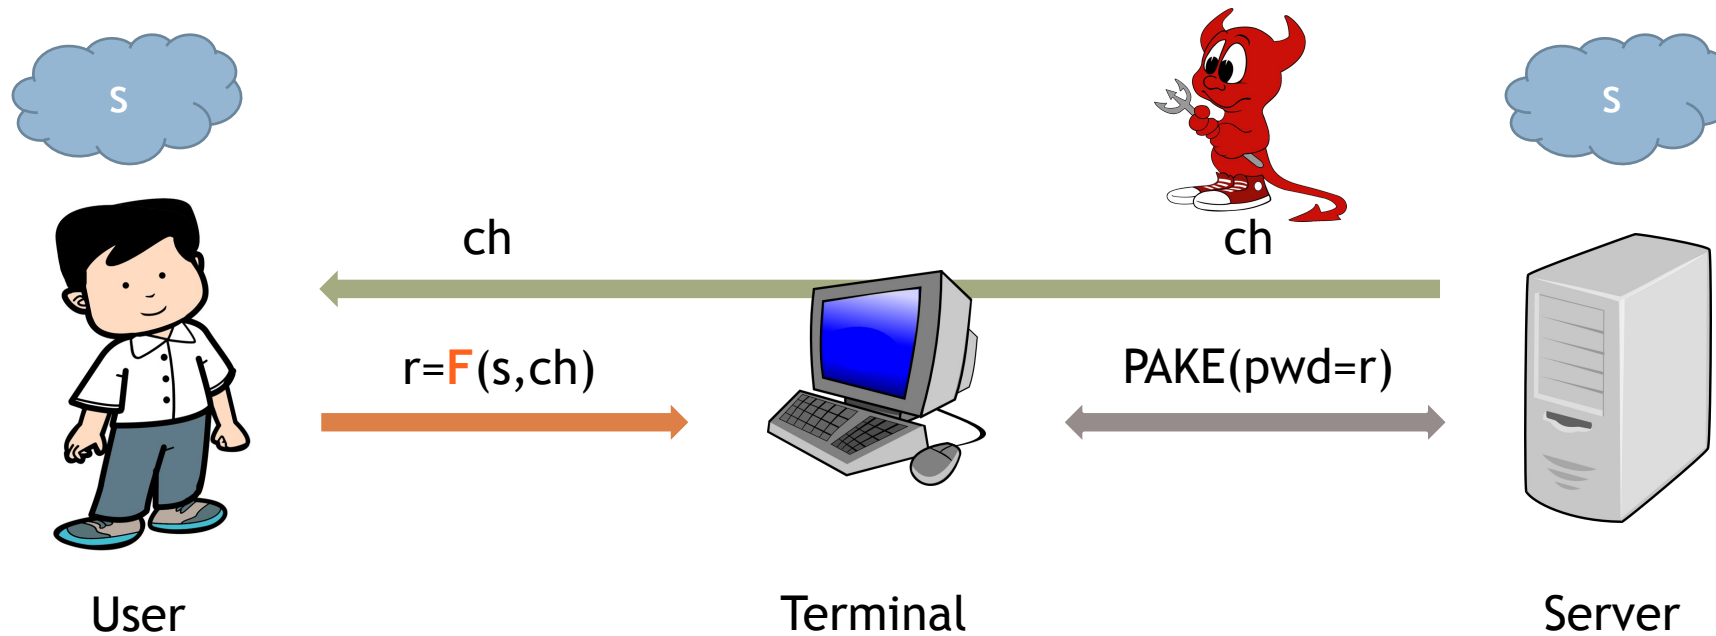 s
s
ch
ch
r=F(s,ch)
PAKE(pwd=r)
User
Terminal
Server